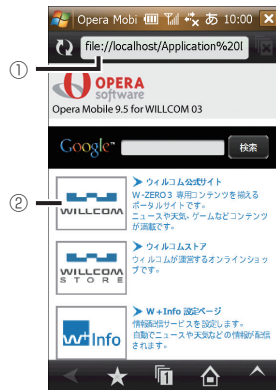 Opera Mobi あ 10:00
①
file://localhost/Application%20I
OPERA
software
Opera Mobile 9.5 for WILLCOM 03
Google™ 検索
②
WILLCOM
ウィルコム公式サイト
W-ZERO3 専用コンテンツを揃える
ポータルサイトです。
ニュースや天気、ゲームなどコンテンツ
が満載です。
WILLCOM
STORE
ウィルコムストア
ウィルコムが運営するオンラインショッ
プです。
w+Info
W+Info 設定ページ
情報配信サービスを設定します。
自動でニュースや天気などの情報が配信
されます。
1